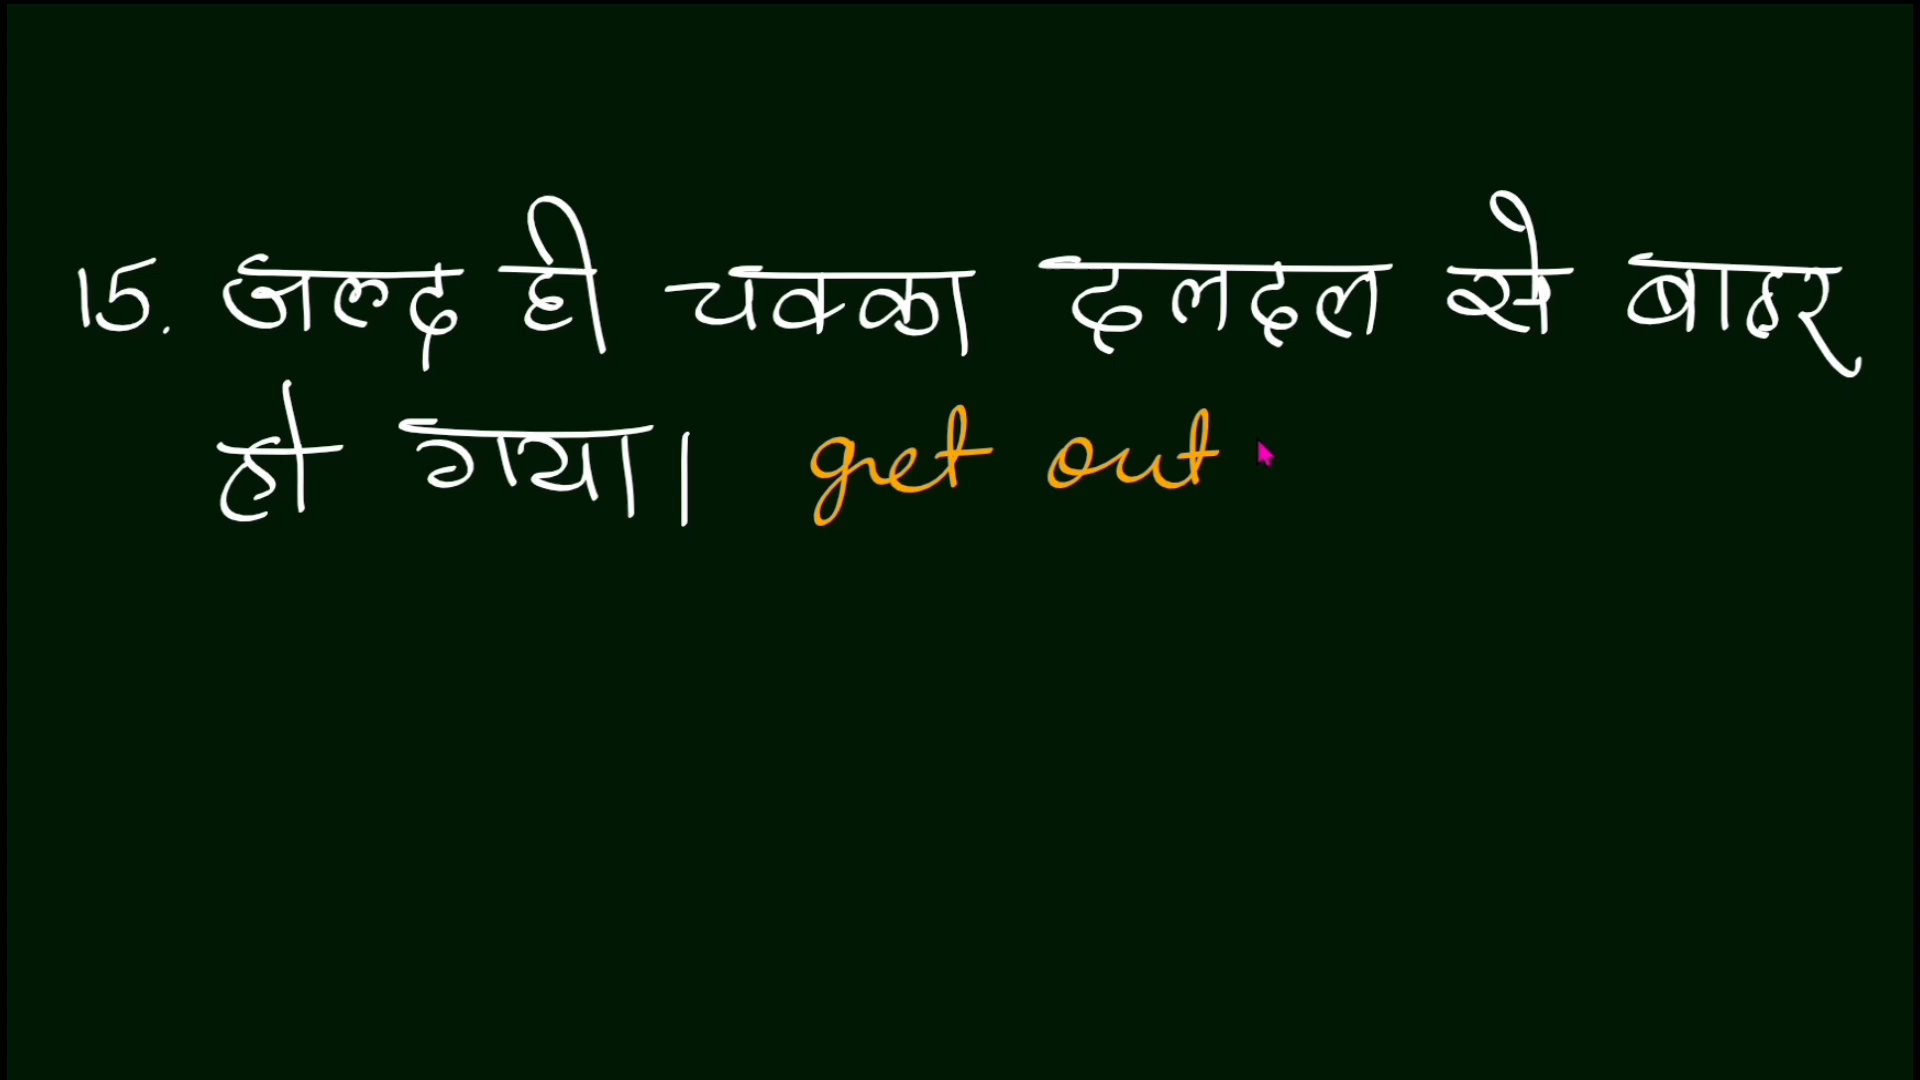 15. जल्द ही चक्का दलदल से बाहर
हो गया। get out